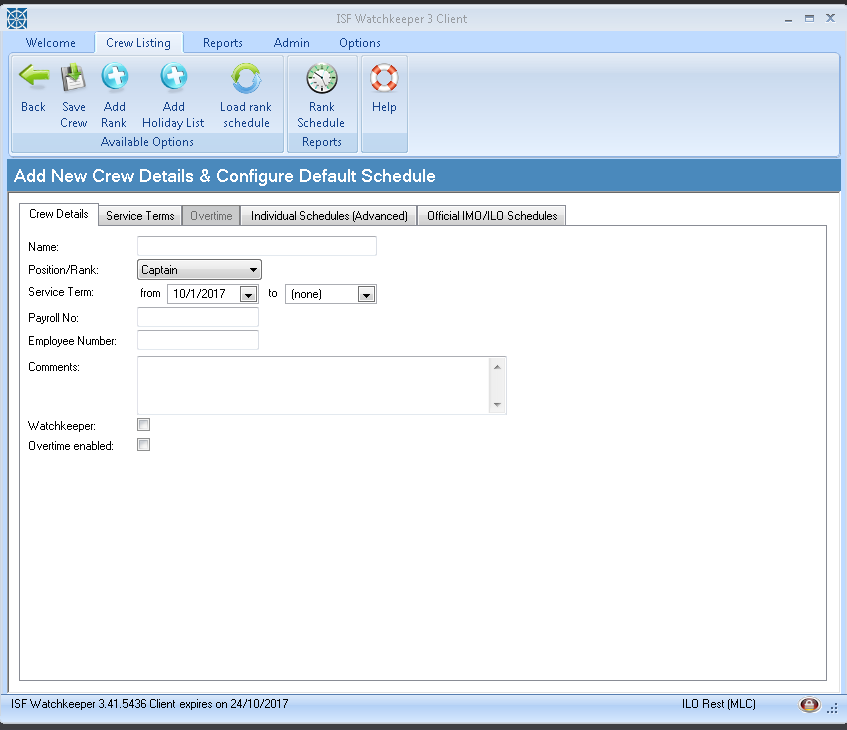 ISF Watchkeeper 3 Client
Welcome Crew Listing Reports Admin Options
Back Save Crew Add Rank Add Holiday List Load rank schedule Rank Schedule Help
Available Options Reports
Add New Crew Details & Configure Default Schedule
Crew Details Service Terms Overtime Individual Schedules (Advanced) Official IMO/ILO Schedules
Name:
Position/Rank: Captain
Service Term: from 10/1/2017 to (none)
Payroll No:
Employee Number:
Comments:
Watchkeeper:
Overtime enabled:
ISF Watchkeeper 3.41.5436 Client expires on 24/10/2017 ILO Rest (MLC)